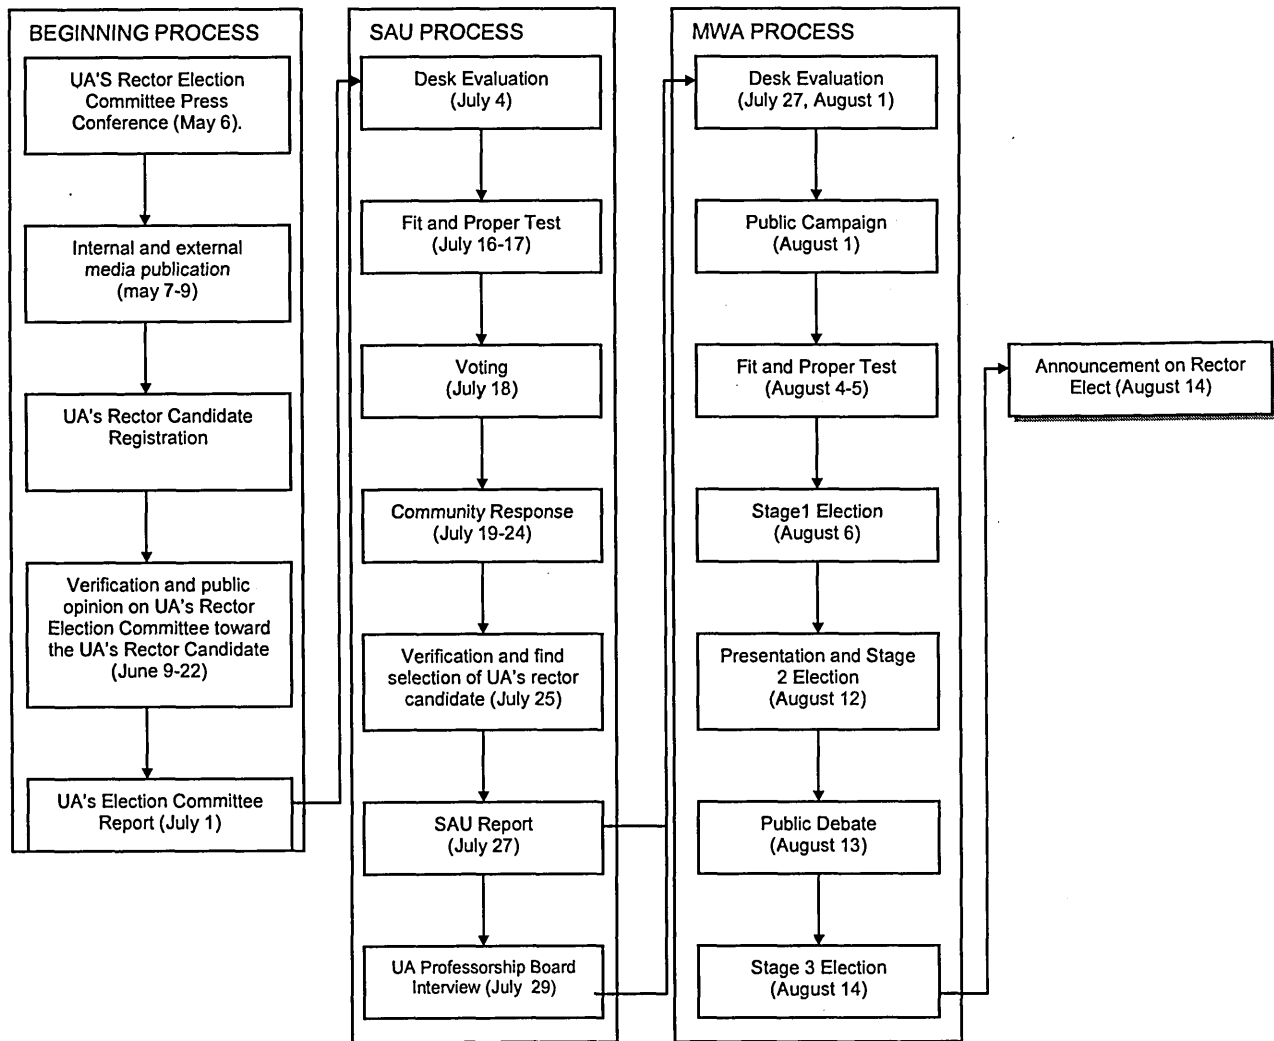 BEGINNING PROCESS
UA'S Rector Election
Committee Press
Conference (May 6).
Internal and external
media publication
(may 7-9)
UA's Rector Candidate
Registration
Verification and public
opinion on UA's Rector
Election Committee toward
the UA's Rector Candidate
(June 9-22)
UA's Election Committee
Report (July 1)
SAU PROCESS
Desk Evaluation
(July 4)
Fit and Proper Test
(July 16-17)
Voting
(July 18)
Community Response
(July 19-24)
Verification and find
selection of UA's rector
candidate (July 25)
SAU Report
(July 27)
UA Professorship Board
Interview (July 29)
MWA PROCESS
Desk Evaluation
(July 27, August 1)
Public Campaign
(August 1)
Fit and Proper Test
(August 4-5)
Stage1 Election
(August 6)
Presentation and Stage
2 Election
(August 12)
Public Debate
(August 13)
Stage 3 Election
(August 14)
Announcement on Rector
Elect (August 14)